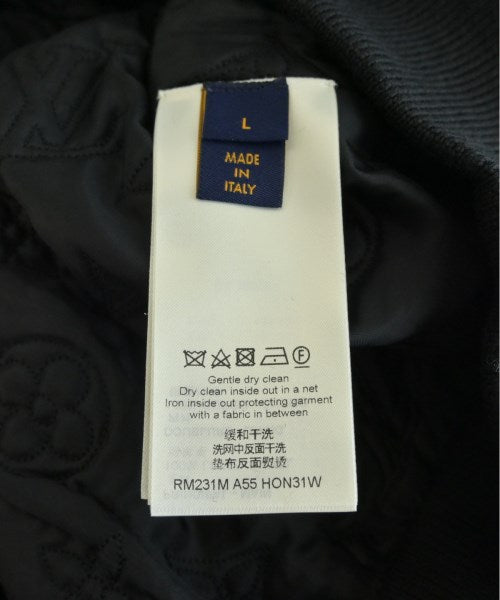 L
MADE
IN
ITALY
Gentle dry clean
Dry clean inside out in a net
Iron inside out protecting garment
with a fabric in between
缓和干洗
洗网中反面干洗
垫布反面熨烫
RM231M A55 HON31W